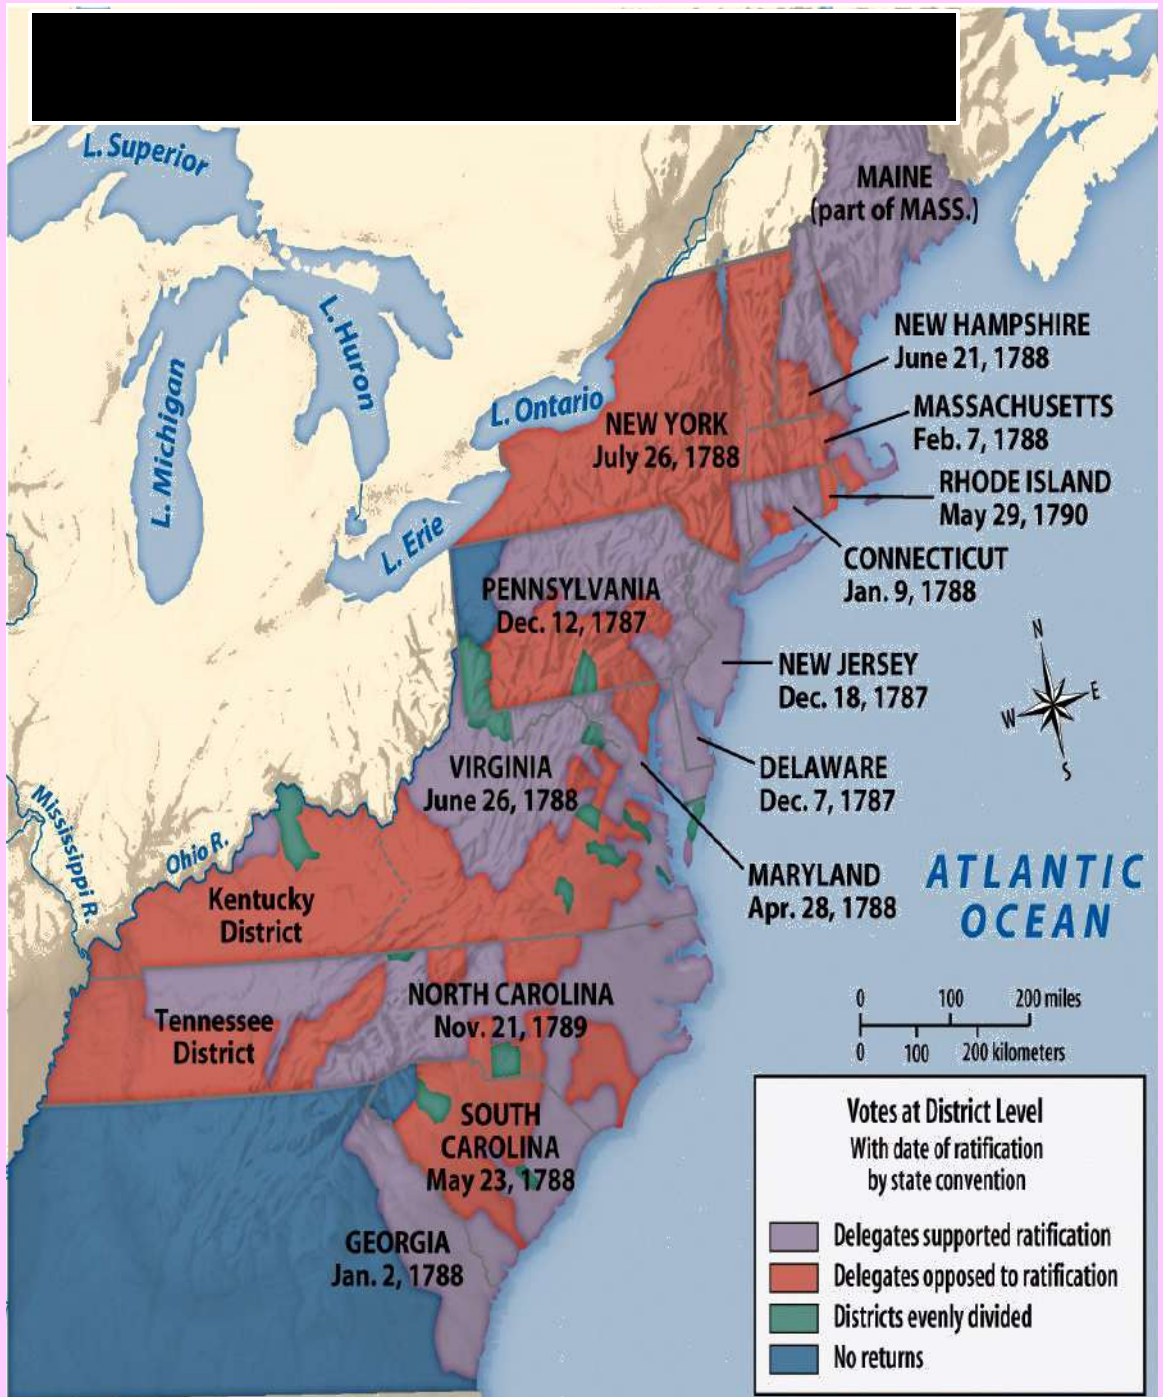 L. Superior
MAINE
(part of MASS.)
L. Huron
L. Michigan
NEW HAMPSHIRE
June 21, 1788
L. Ontario
MASSACHUSETTS
Feb. 7, 1788
NEW YORK
July 26, 1788
RHODE ISLAND
May 29, 1790
L. Erie
CONNECTICUT
Jan. 9, 1788
PENNSYLVANIA
Dec. 12, 1787
N
W
E
S
NEW JERSEY
Dec. 18, 1787
VIRGINIA
June 26, 1788
DELAWARE
Dec. 7, 1787
Mississippi R.
Ohio R.
MARYLAND
Apr. 28, 1788
ATLANTIC
OCEAN
Kentucky
District
NORTH CAROLINA
Nov. 21, 1789
Tennessee
District
0 100 200 miles
0 100 200 kilometers
SOUTH
CAROLINA
May 23, 1788
GEORGIA
Jan. 2, 1788
Votes at District Level
With date of ratification
by state convention
Delegates supported ratification
Delegates opposed to ratification
Districts evenly divided
No returns